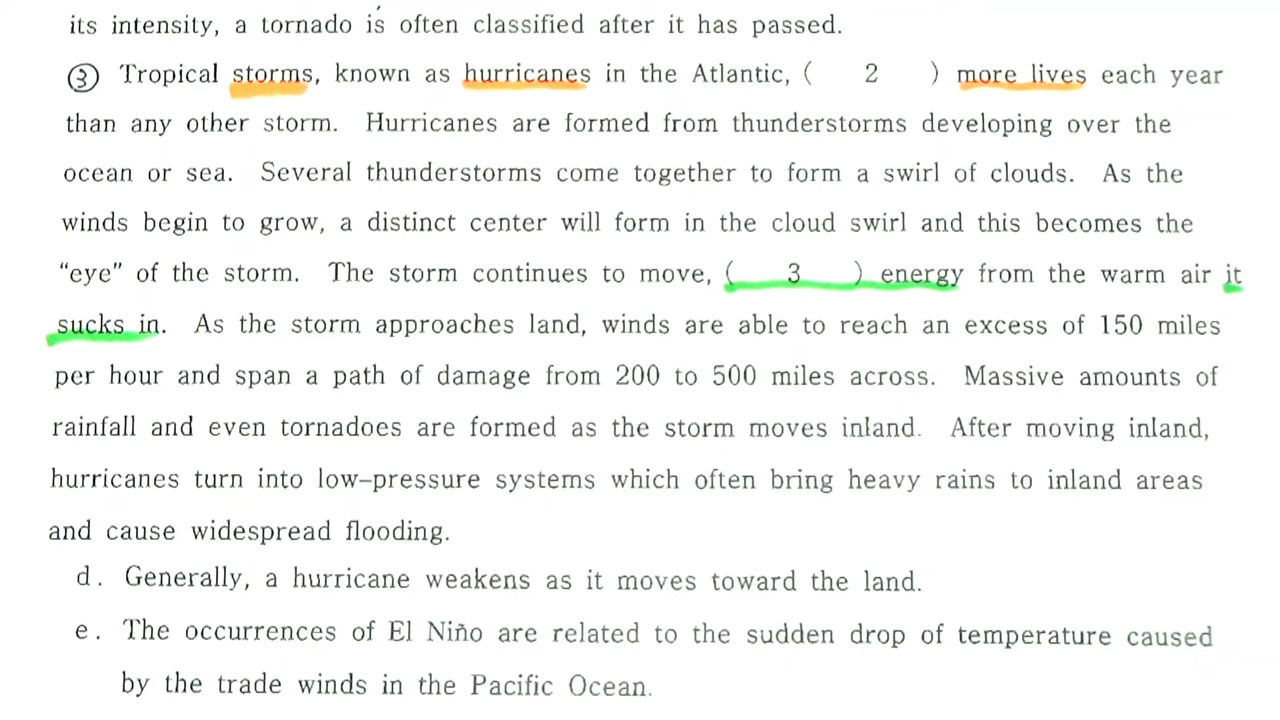 its intensity, a tornado is often classified after it has passed.
③ Tropical storms, known as hurricanes in the Atlantic, ( 2 ) more lives each year
than any other storm. Hurricanes are formed from thunderstorms developing over the
ocean or sea. Several thunderstorms come together to form a swirl of clouds. As the
winds begin to grow, a distinct center will form in the cloud swirl and this becomes the
“eye” of the storm. The storm continues to move, ( 3 ) energy from the warm air it
sucks in. As the storm approaches land, winds are able to reach an excess of 150 miles
per hour and span a path of damage from 200 to 500 miles across. Massive amounts of
rainfall and even tornadoes are formed as the storm moves inland. After moving inland,
hurricanes turn into low–pressure systems which often bring heavy rains to inland areas
and cause widespread flooding.
d. Generally, a hurricane weakens as it moves toward the land.
e. The occurrences of El Niño are related to the sudden drop of temperature caused
by the trade winds in the Pacific Ocean.